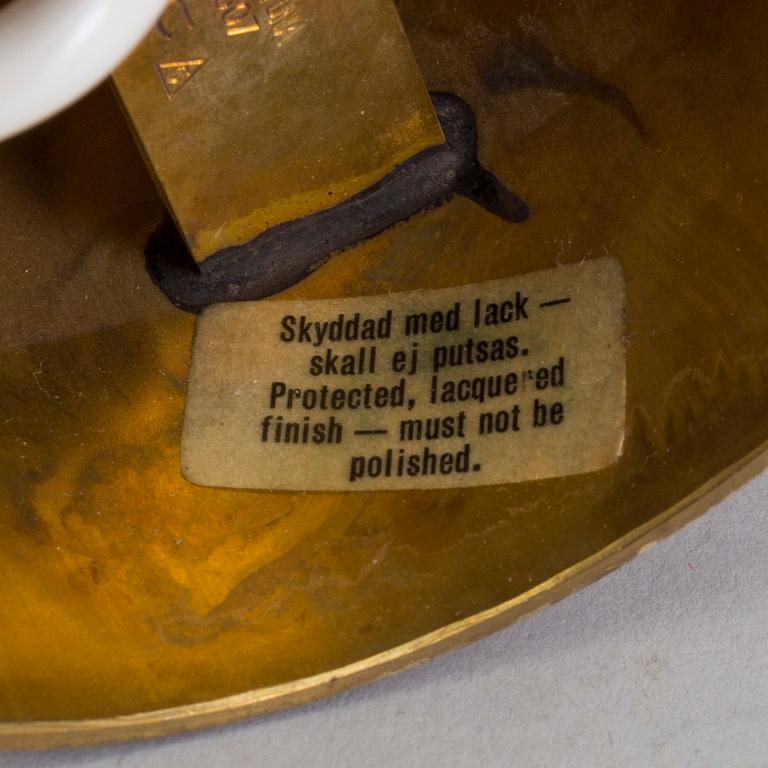 Skyddad med lack —
skall ej putsas.
Protected, lacquered
finish — must not be
polished.